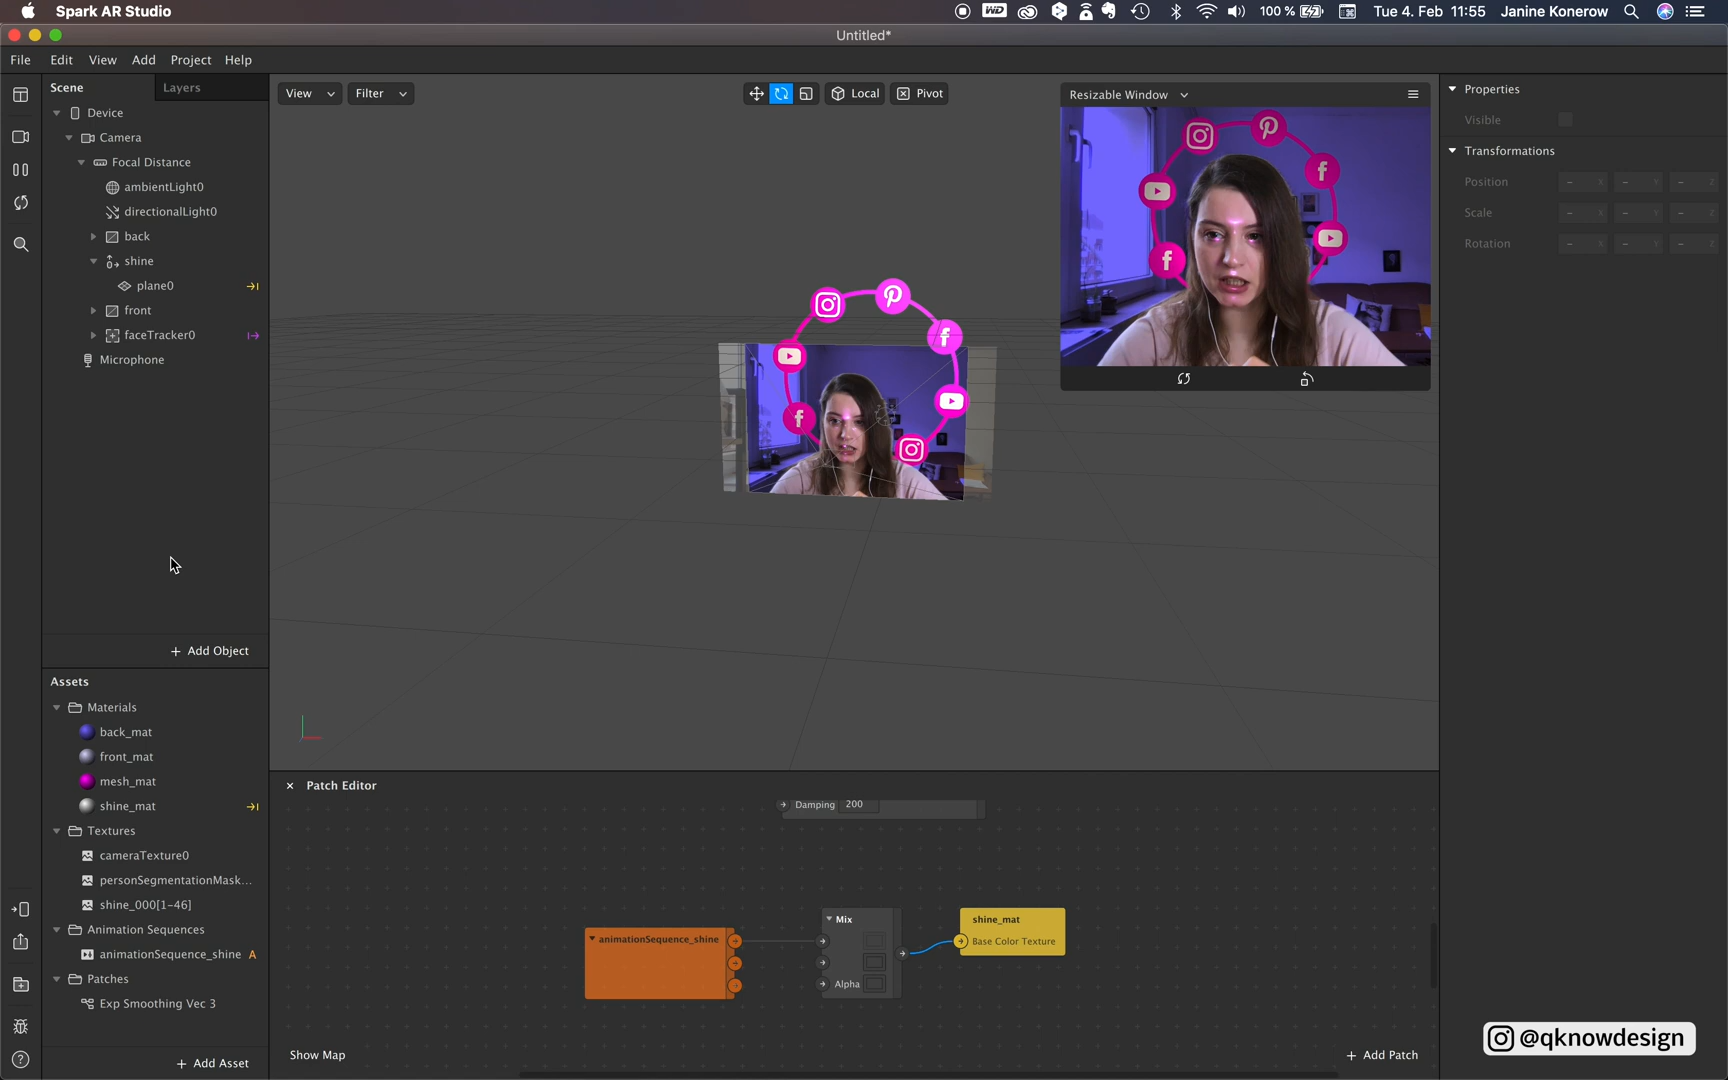 Spark AR Studio
WD
100 %
Tue 4. Feb 11:55
Janine Konerow
Untitled*
File Edit View Add Project Help
Scene
Layers
Device
Camera
Focal Distance
ambientLight0
directionalLight0
back
shine
plane0
front
faceTracker0
Microphone
+ Add Object
View
Filter
Local
Pivot
Resizable Window
Properties
Visible
Transformations
Position – X – Y – Z
Scale – X – Y – Z
Rotation – X – Y – Z
Assets
Materials
back_mat
front_mat
mesh_mat
shine_mat
Textures
cameraTexture0
personSegmentationMask...
shine_000[1-46]
Animation Sequences
animationSequence_shine A
Patches
Exp Smoothing Vec 3
+ Add Asset
Patch Editor
Damping 200
animationSequence_shine
Mix
Alpha
shine_mat
Base Color Texture
Show Map
+ Add Patch
@qknowdesign